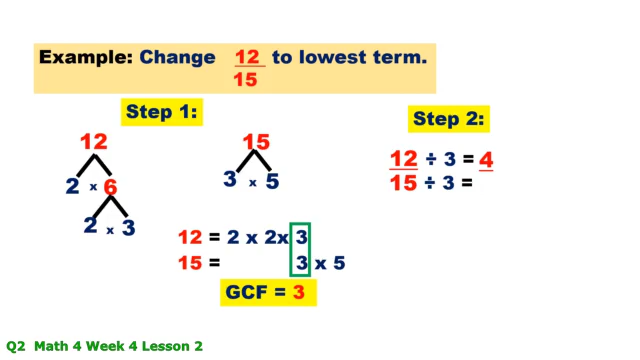 Example: Change 12/15 to lowest term.
Step 1:
12
2 x 6
2 x 3
15
3 x 5
12 = 2 x 2x 3
15 = 3 x 5
GCF = 3
Step 2:
12 ÷ 3 = 4
15 ÷ 3 =
Q2 Math 4 Week 4 Lesson 2